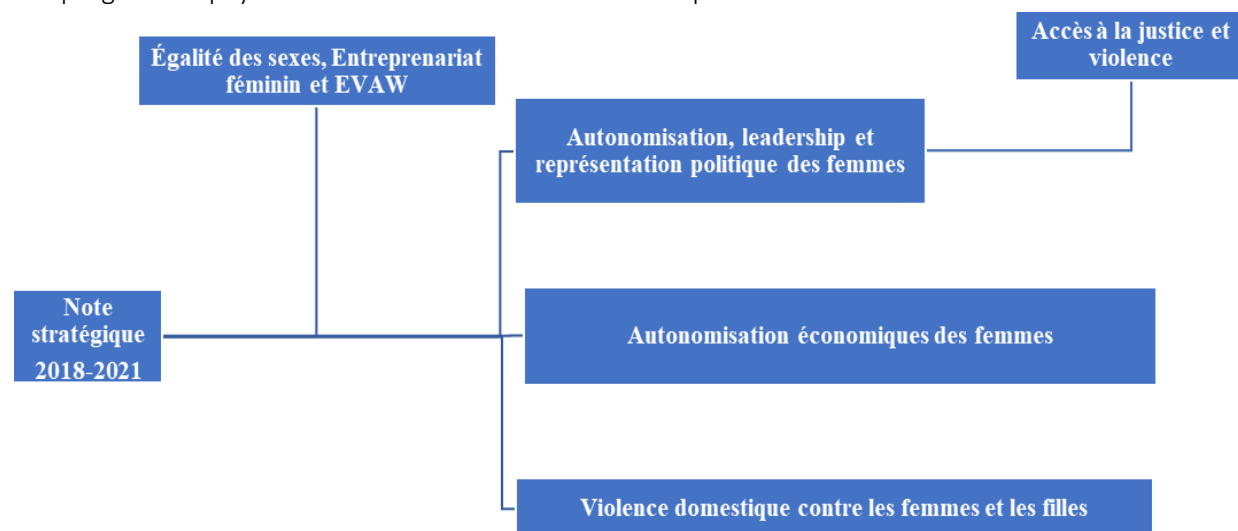 Égalité des sexes, Entreprenariat
féminin et EVAW
Accès à la justice et
violence
Autonomisation, leadership et
représentation politique des femmes
Note
stratégique
2018-2021
Autonomisation économiques des femmes
Violence domestique contre les femmes et les filles